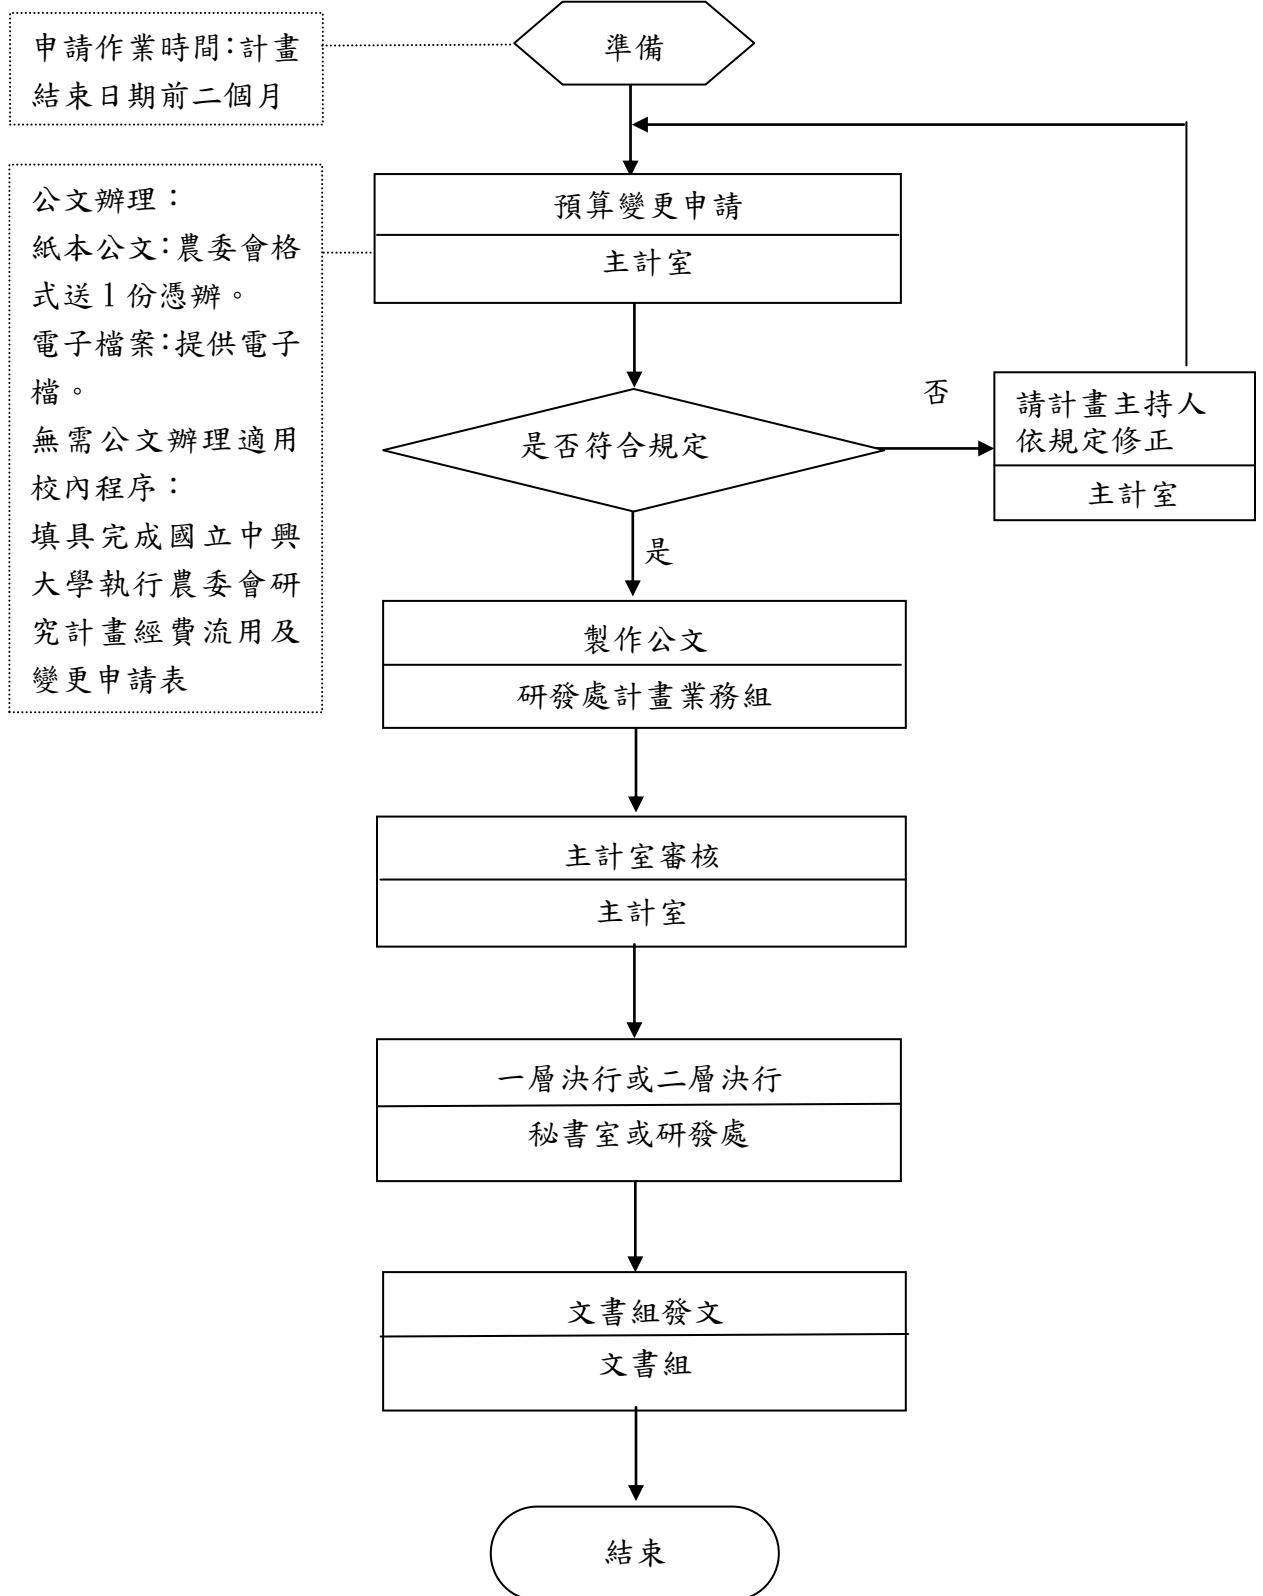 申請作業時間:計畫
結束日期前二個月
準備
公文辦理：
紙本公文:農委會格
式送1份憑辦。
電子檔案:提供電子
檔。
無需公文辦理適用
校內程序：
填具完成國立中興
大學執行農委會研
究計畫經費流用及
變更申請表
預算變更申請
主計室
是否符合規定
否
請計畫主持人
依規定修正
主計室
是
製作公文
研發處計畫業務組
主計室審核
主計室
一層決行或二層決行
秘書室或研發處
文書組發文
文書組
結束